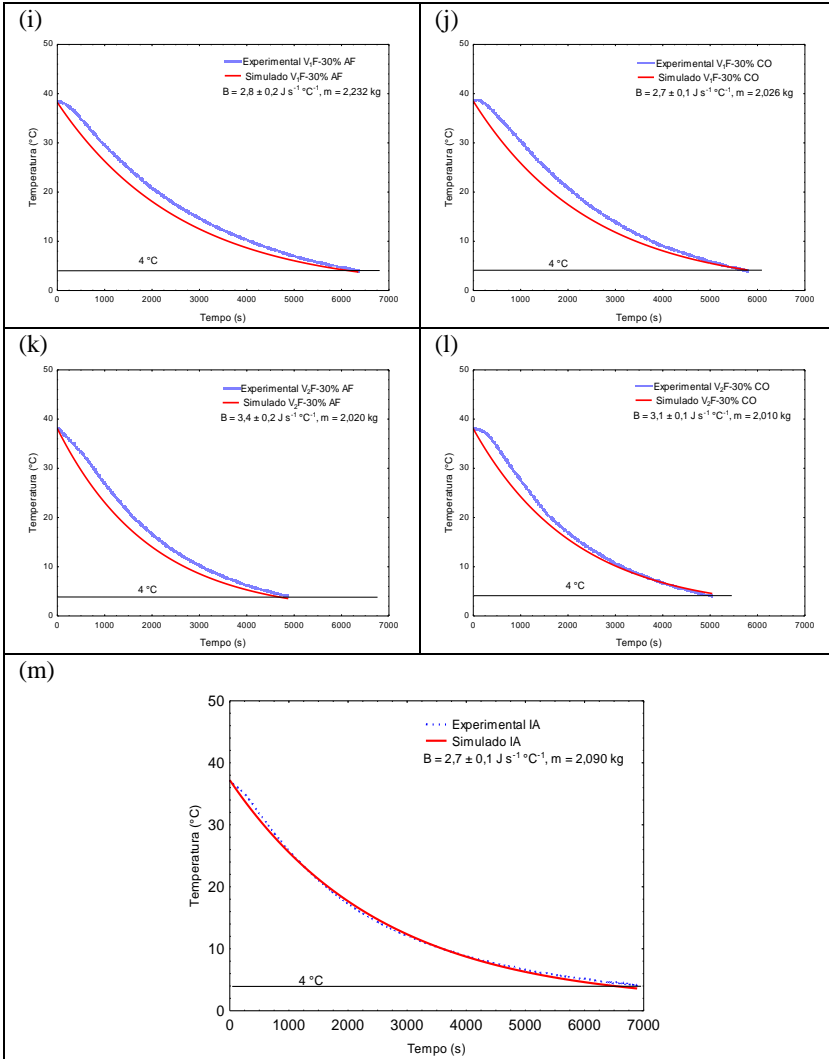 (i)
50
40
30
20
10
0
Temperatura (°C)
Experimental V₁F-30% AF
Simulado V₁F-30% AF
B = 2,8 ± 0,2 J s⁻¹ °C⁻¹, m = 2,232 kg
4 °C
0 1000 2000 3000 4000 5000 6000 7000
Tempo (s)
(j)
50
40
30
20
10
0
Temperatura (°C)
Experimental V₁F-30% CO
Simulado V₁F-30% CO
B = 2,7 ± 0,1 J s⁻¹ °C⁻¹, m = 2,026 kg
4 °C
0 1000 2000 3000 4000 5000 6000 7000
Tempo (s)
(k)
50
40
30
20
10
0
Temperatura (°C)
Experimental V₂F-30% AF
Simulado V₂F-30% AF
B = 3,4 ± 0,2 J s⁻¹ °C⁻¹, m = 2,020 kg
4 °C
0 1000 2000 3000 4000 5000 6000 7000
Tempo (s)
(l)
50
40
30
20
10
0
Temperatura (°C)
Experimental V₂F-30% CO
Simulado V₂F-30% CO
B = 3,1 ± 0,1 J s⁻¹ °C⁻¹, m = 2,010 kg
4 °C
0 1000 2000 3000 4000 5000 6000 7000
Tempo (s)
(m)
50
40
30
20
10
0
Temperatura (°C)
Experimental IA
Simulado IA
B = 2,7 ± 0,1 J s⁻¹ °C⁻¹, m = 2,090 kg
4 °C
0 1000 2000 3000 4000 5000 6000 7000
Tempo (s)